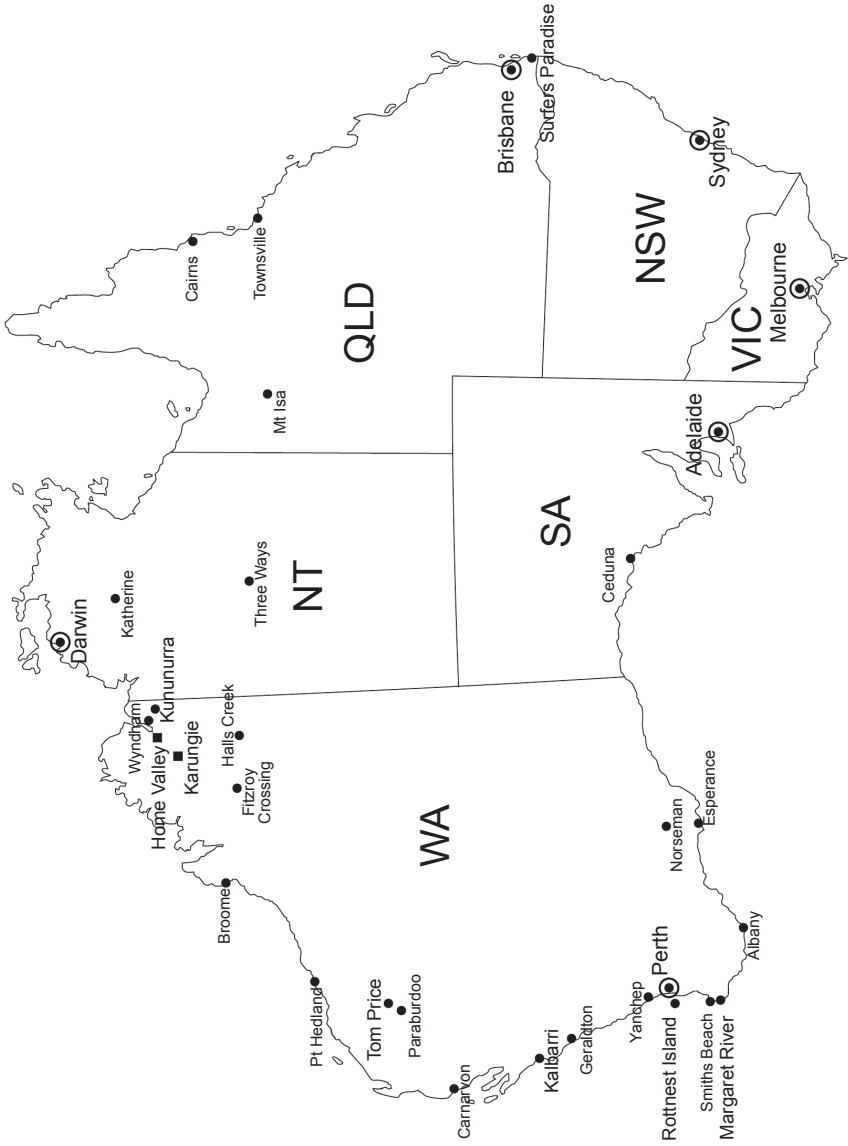 Darwin
Katherine
Wyndham
Kununurra
Home Valley
Karungie
Halls Creek
Fitzroy
Crossing
Three Ways
NT
Cairns
Townsville
Mt Isa
QLD
Brisbane
Surfers Paradise
Broome
Pt Hedland
Tom Price
Paraburdoo
WA
Carnarvon
Kalbarri
Geraldton
Yanchep
Perth
Rottnest Island
Smiths Beach
Margaret River
Albany
Norseman
Esperance
SA
Ceduna
Adelaide
NSW
Sydney
VIC
Melbourne